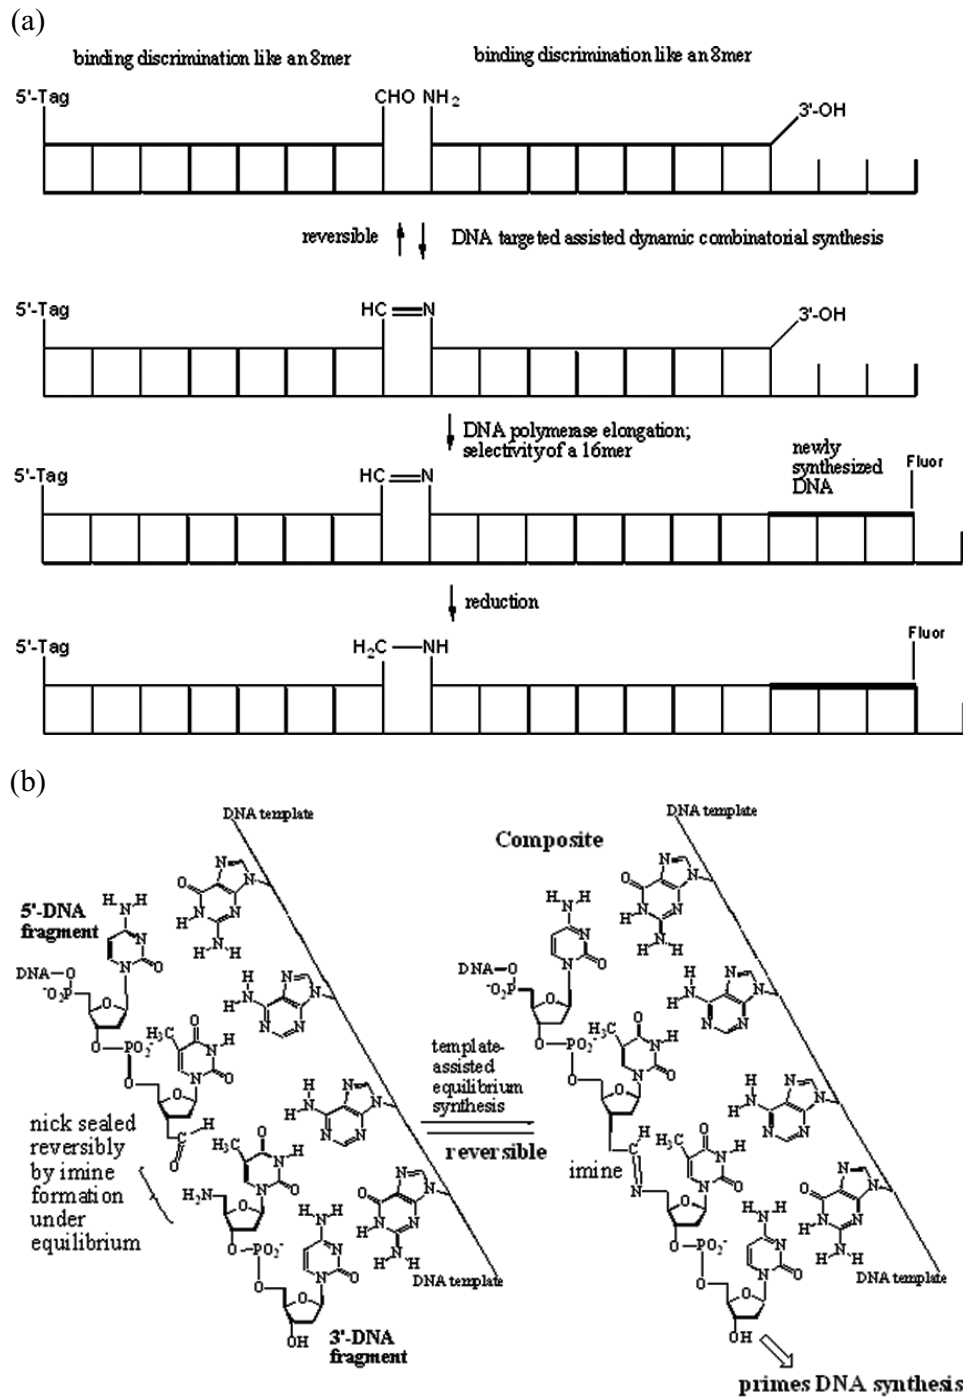 (a)
binding discrimination like an 8mer
binding discrimination like an 8mer
5'-Tag
CHO NH2
3'-OH
reversible
DNA targeted assisted dynamic combinatorial synthesis
5'-Tag
HC N
3'-OH
DNA polymerase elongation;
selectivity of a 16mer
newly
synthesized
DNA
Fluor
5'-Tag
HC N
reduction
5'-Tag
H2C NH
Fluor
(b)
DNA template
5'-DNA
fragment
DNA
nick sealed
reversibly
by imine
formation
under
equilibrium
H2N
H3C
OH
3'-DNA
fragment
DNA template
template-
assisted
equilibrium
synthesis
reversible
Composite
DNA template
DNA
imine
H3C
DNA template
OH
primes DNA synthesis